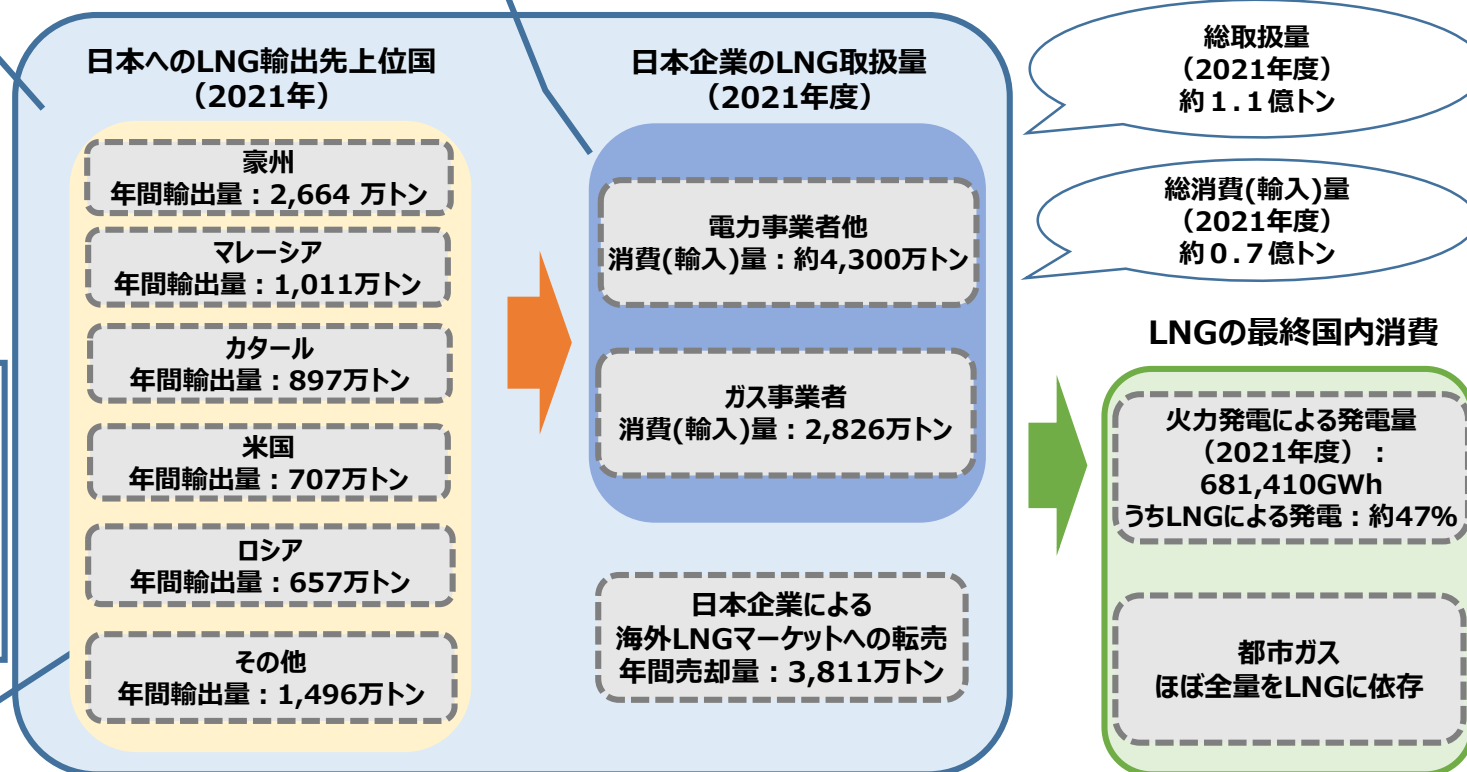 日本へのLNG輸出先上位国
（2021年）
豪州
年間輸出量：2,664 万トン
マレーシア
年間輸出量：1,011万トン
カタール
年間輸出量：897万トン
米国
年間輸出量：707万トン
ロシア
年間輸出量：657万トン
その他
年間輸出量：1,496万トン
日本企業のLNG取扱量
（2021年度）
電力事業者他
消費(輸入)量：約4,300万トン
ガス事業者
消費(輸入)量：2,826万トン
日本企業による
海外LNGマーケットへの転売
年間売却量：3,811万トン
総取扱量
（2021年度）
約１.１億トン
総消費(輸入)量
（2021年度）
約０.７億トン
LNGの最終国内消費
火力発電による発電量
（2021年度）：
681,410GWh
うちLNGによる発電：約47%
都市ガス
ほぼ全量をLNGに依存